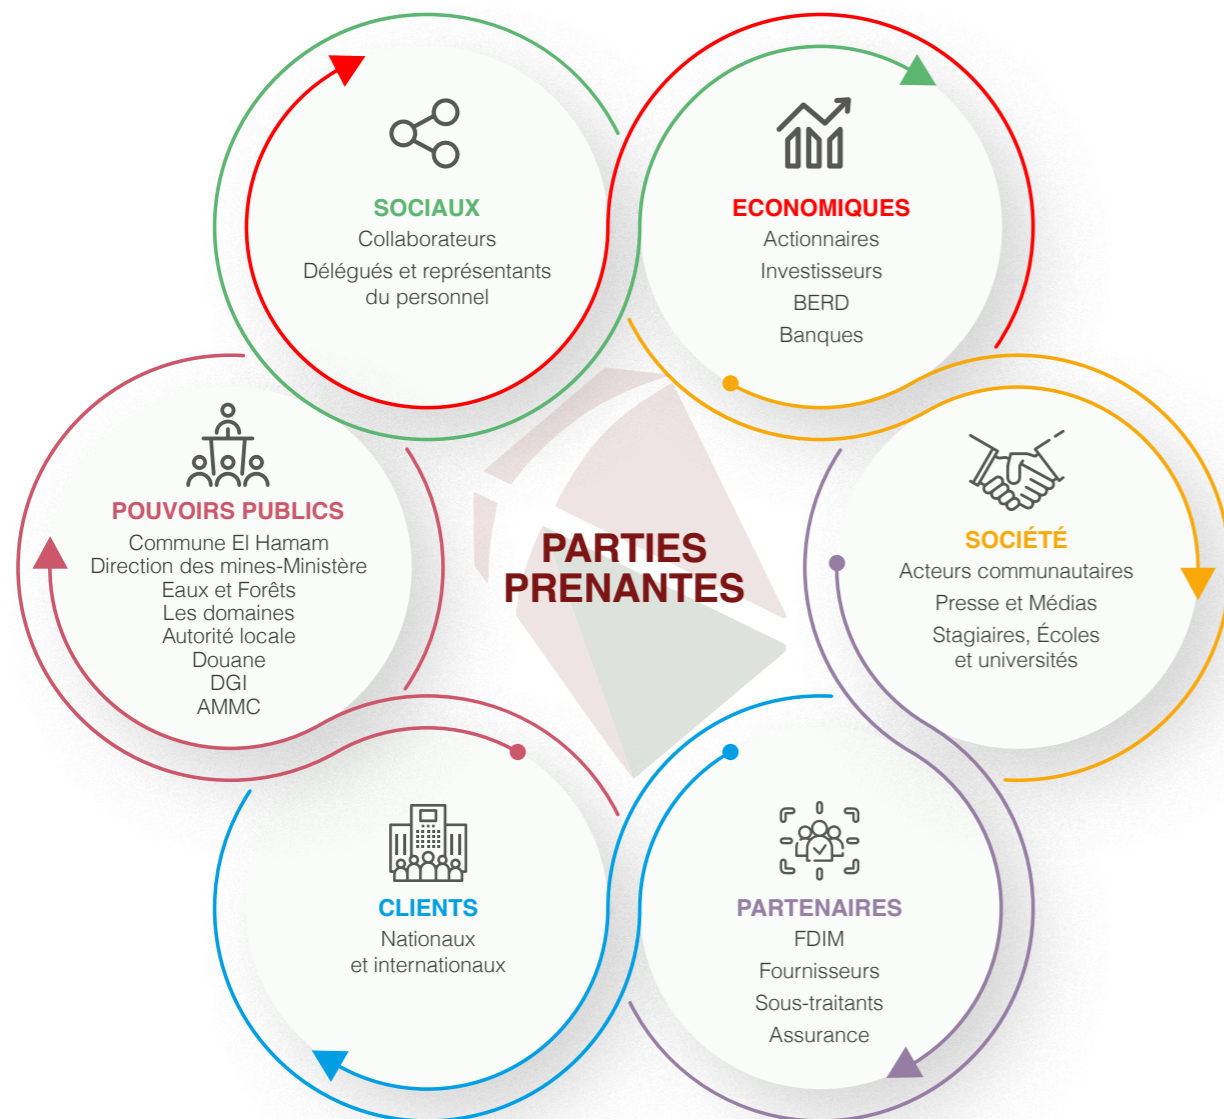 SOCIAUX
Collaborateurs
Délégués et représentants
du personnel
ECONOMIQUES
Actionnaires
Investisseurs
BERD
Banques
POUVOIRS PUBLICS
Commune El Hamam
Direction des mines-Ministère
Eaux et Forêts
Les domaines
Autorité locale
Douane
DGI
AMMC
PARTIES
PRENANTES
SOCIÉTÉ
Acteurs communautaires
Presse et Médias
Stagiaires, Écoles
et universités
CLIENTS
Nationaux
et internationaux
PARTENAIRES
FDIM
Fournisseurs
Sous-traitants
Assurance